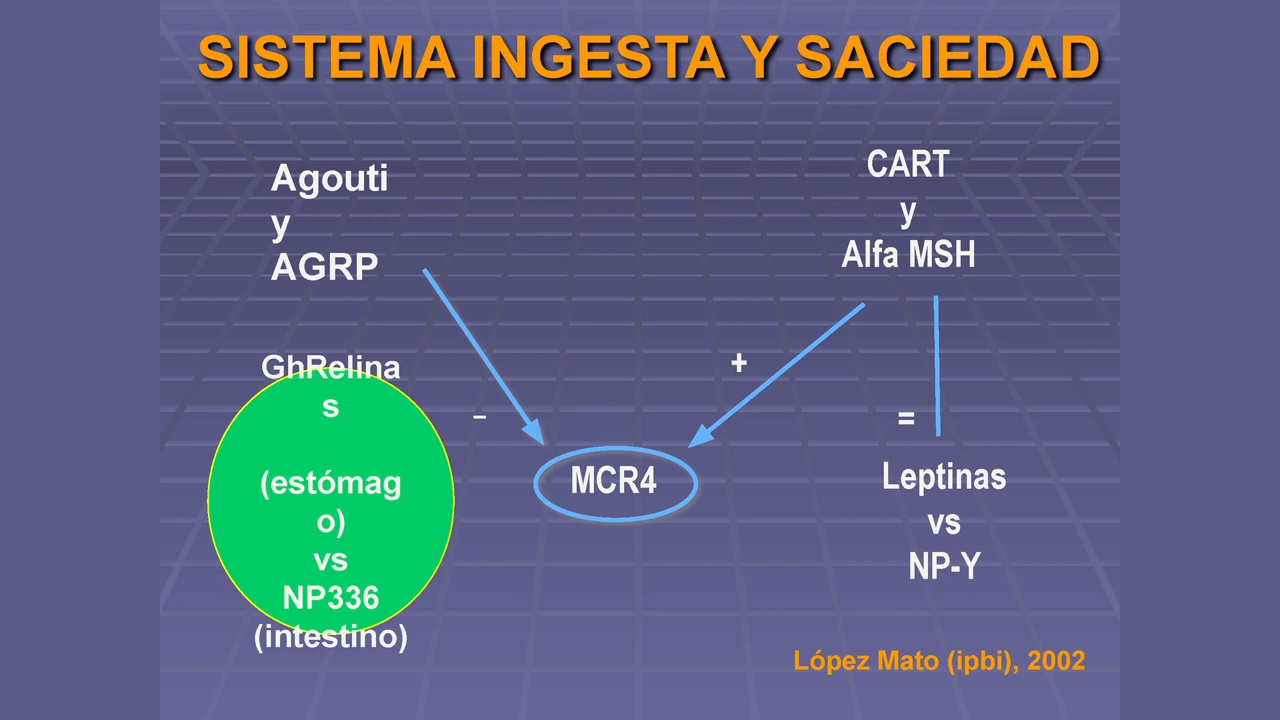 SISTEMA INGESTA Y SACIEDAD
Agouti
y
AGRP
CART
y
Alfa MSH
GhRelina
s
(estómag
o)
vs
NP336
(intestino)
–
+
=
MCR4
Leptinas
vs
NP-Y
López Mato (ipbi), 2002